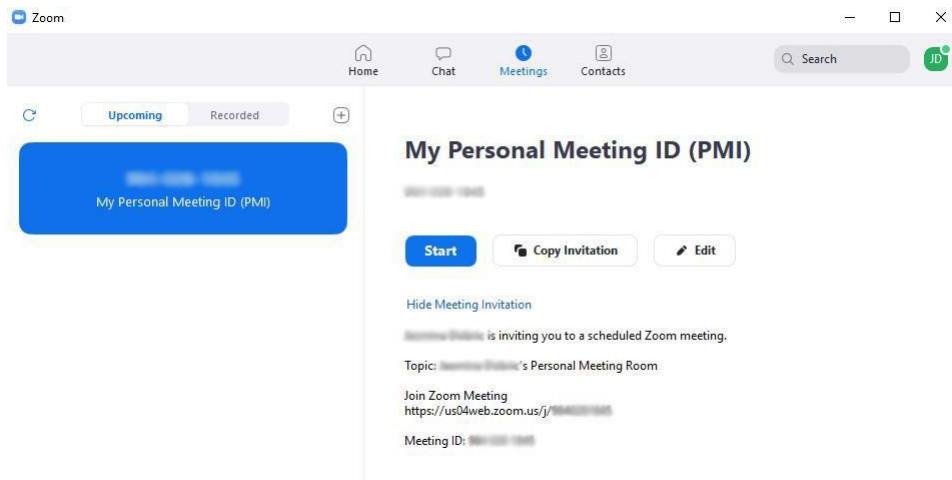 Zoom
Home
Chat
Meetings
Contacts
Search
JD
Upcoming
Recorded
My Personal Meeting ID (PMI)
My Personal Meeting ID (PMI)
Start
Copy Invitation
Edit
Hide Meeting Invitation
is inviting you to a scheduled Zoom meeting.
Topic: 's Personal Meeting Room
Join Zoom Meeting
https://us04web.zoom.us/j/
Meeting ID: